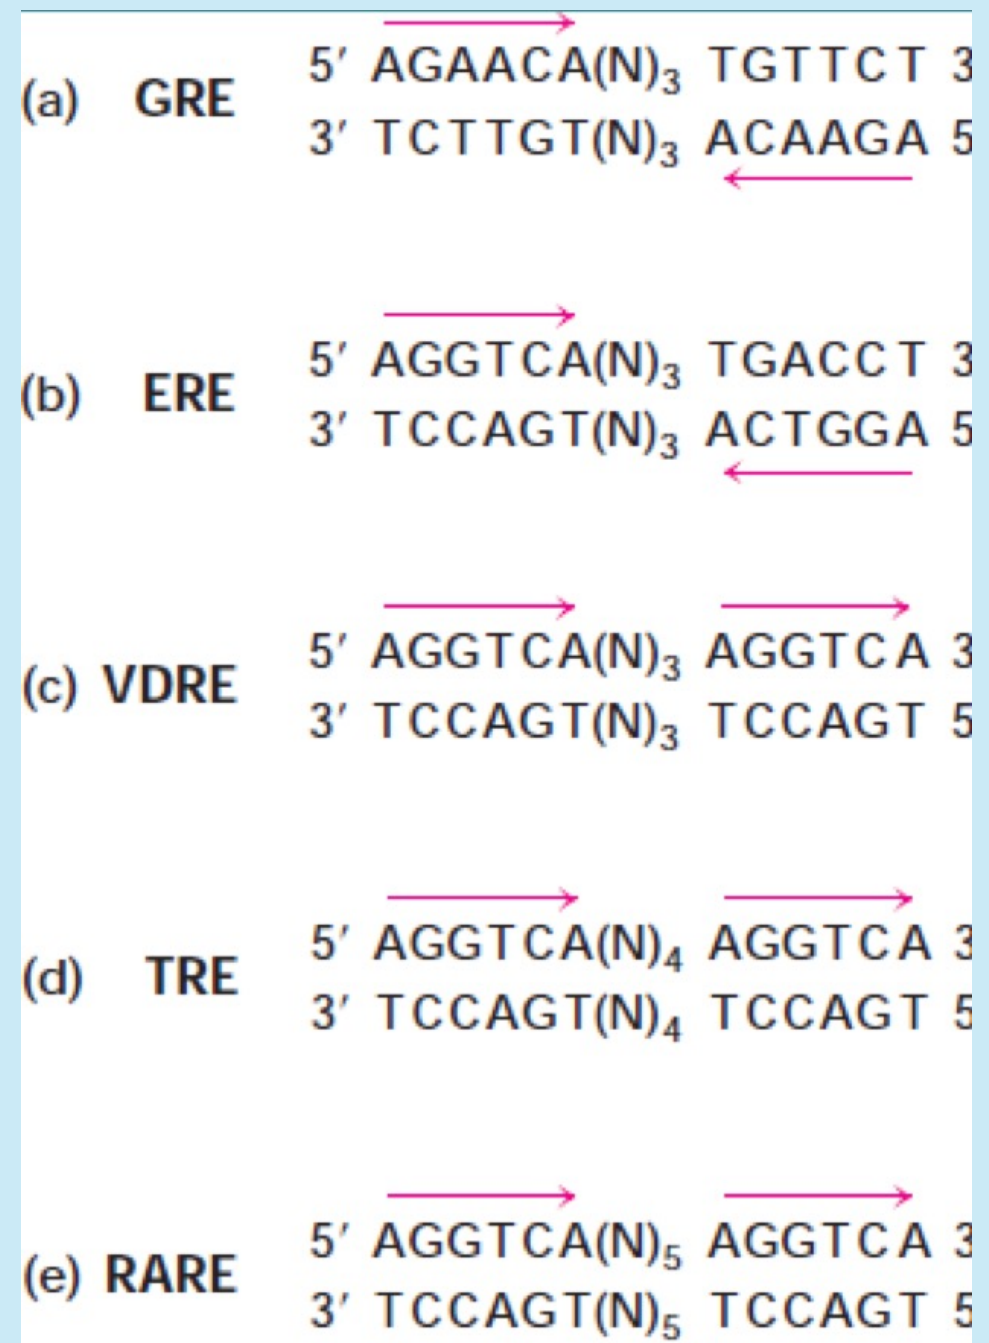 5′ AGAACA(N)₃ TGTTCT 3
(a) GRE
3′ TCTTGT(N)₃ ACAAGA 5
5′ AGGTCA(N)₃ TGACCT 3
(b) ERE
3′ TCCAGT(N)₃ ACTGGA 5
5′ AGGTCA(N)₃ AGGTCA 3
(c) VDRE
3′ TCCAGT(N)₃ TCCAGT 5
5′ AGGTCA(N)₄ AGGTCA 3
(d) TRE
3′ TCCAGT(N)₄ TCCAGT 5
5′ AGGTCA(N)₅ AGGTCA 3
(e) RARE
3′ TCCAGT(N)₅ TCCAGT 5